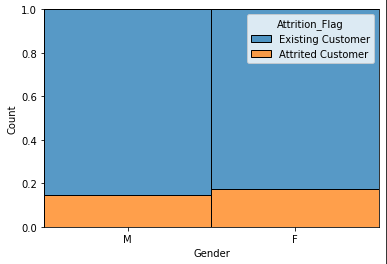 1.0
0.8
0.6
0.4
0.2
0.0
Count
Attrition_Flag
Existing Customer
Attrited Customer
M
F
Gender